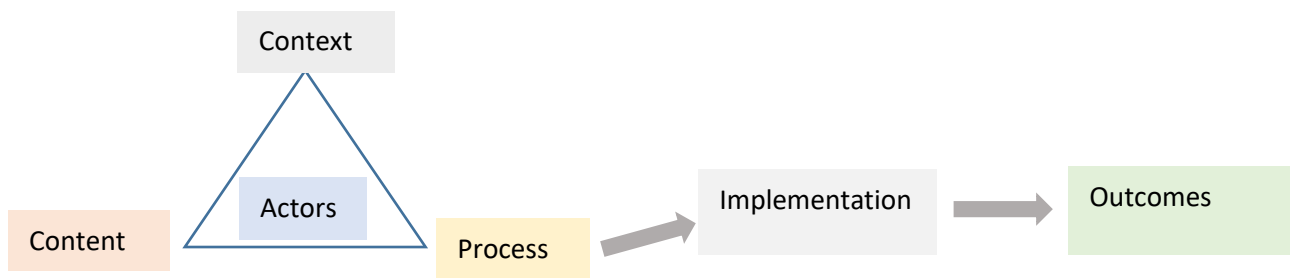 Context
Actors
Content
Process
Implementation
Outcomes